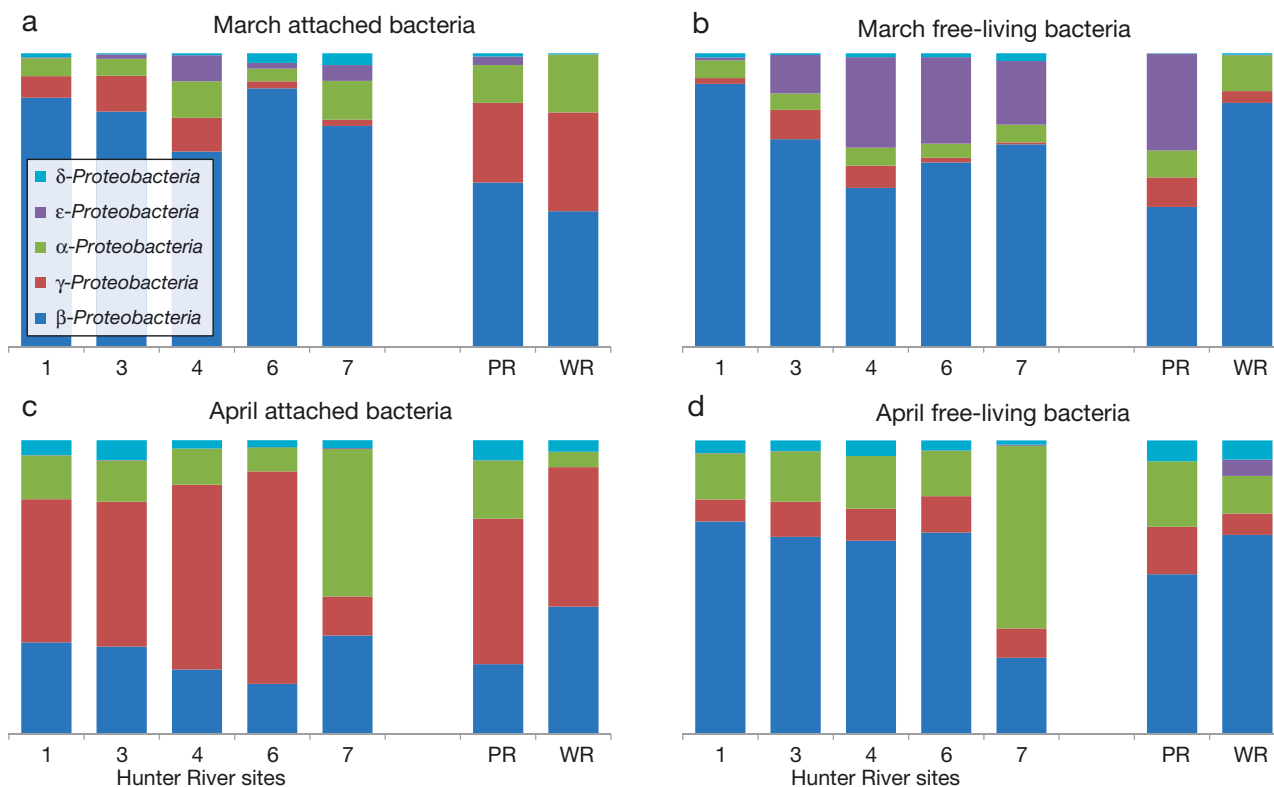 a
March attached bacteria
δ-Proteobacteria
ε-Proteobacteria
α-Proteobacteria
γ-Proteobacteria
β-Proteobacteria
1 3 4 6 7 PR WR
b
March free-living bacteria
1 3 4 6 7 PR WR
c
April attached bacteria
1 3 4 6 7 PR WR
Hunter River sites
d
April free-living bacteria
1 3 4 6 7 PR WR
Hunter River sites